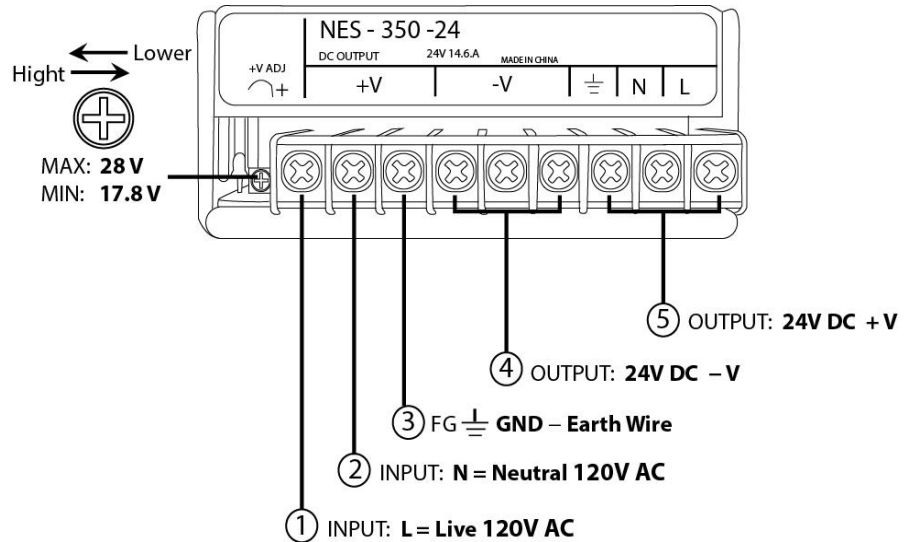 NES - 350 -24
DC OUTPUT 24V 14.6.A MADE IN CHINA
+V ADJ
+
+V -V N L
Lower
Hight
MAX: 28 V
MIN: 17.8 V
5 OUTPUT: 24V DC + V
4 OUTPUT: 24V DC – V
3 FG GND – Earth Wire
2 INPUT: N = Neutral 120V AC
1 INPUT: L = Live 120V AC